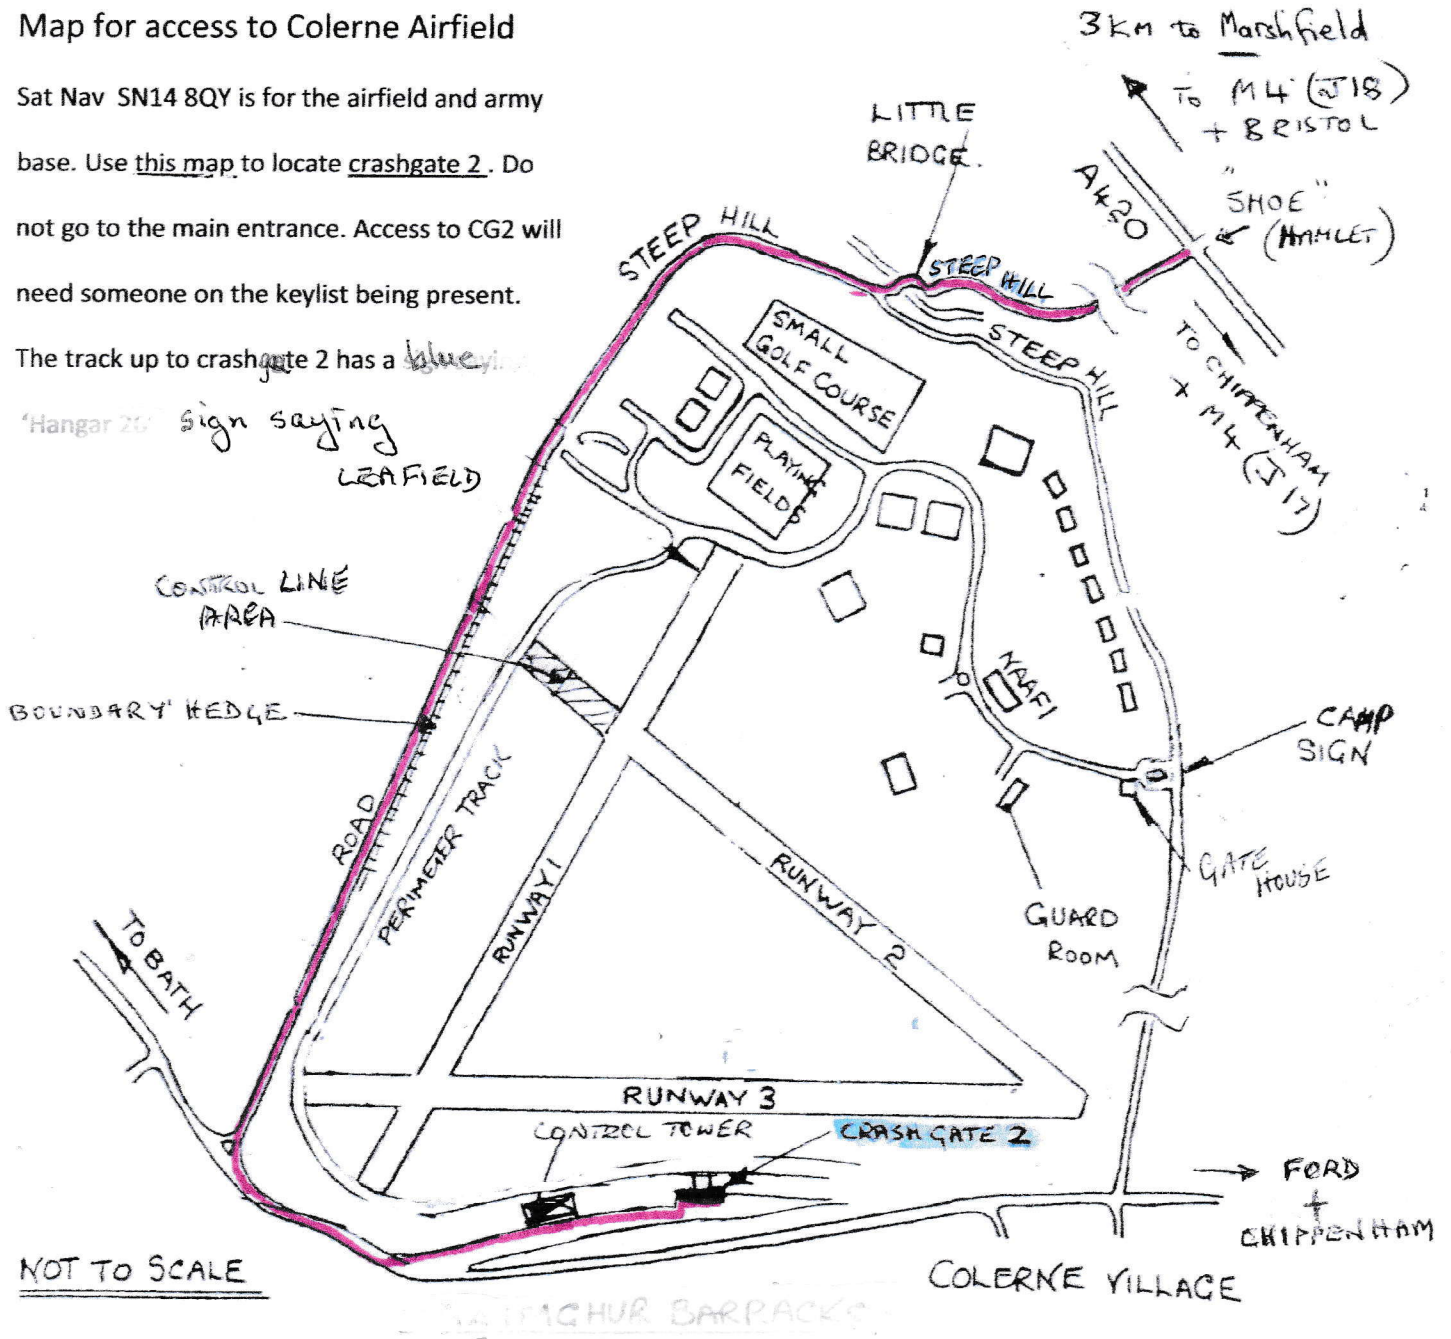 Map for access to Colerne Airfield
Sat Nav SN14 8QY is for the airfield and army
base. Use this map to locate crashgate 2 . Do
not go to the main entrance. Access to CG2 will
need someone on the keylist being present.
The track up to crashgate 2 has a blue
'Hangar sign saying
LEAFIELD
3 KM to Marshfield
To M4 (J18)
+ BRISTOL
A420
"SHOE"
(HAMLET)
TO CHIPPENHAM
+ M4 (J17)
LITTLE
BRIDGE.
STEEP HILL
STEEP HILL
STEEP HILL
SMALL
GOLF COURSE
PLAYING
FIELDS
CONTROL LINE
AREA
BOUNDARY HEDGE
NAAFI
CAMP
SIGN
GATE
HOUSE
GUARD
ROOM
ROAD
PERIMETER TRACK
RUNWAY 1
RUNWAY 2
TO BATH
RUNWAY 3
CONTROL TOWER
CRASH GATE 2
FORD
+
CHIPPENHAM
NOT TO SCALE
COLERNE VILLAGE
BARRACKS